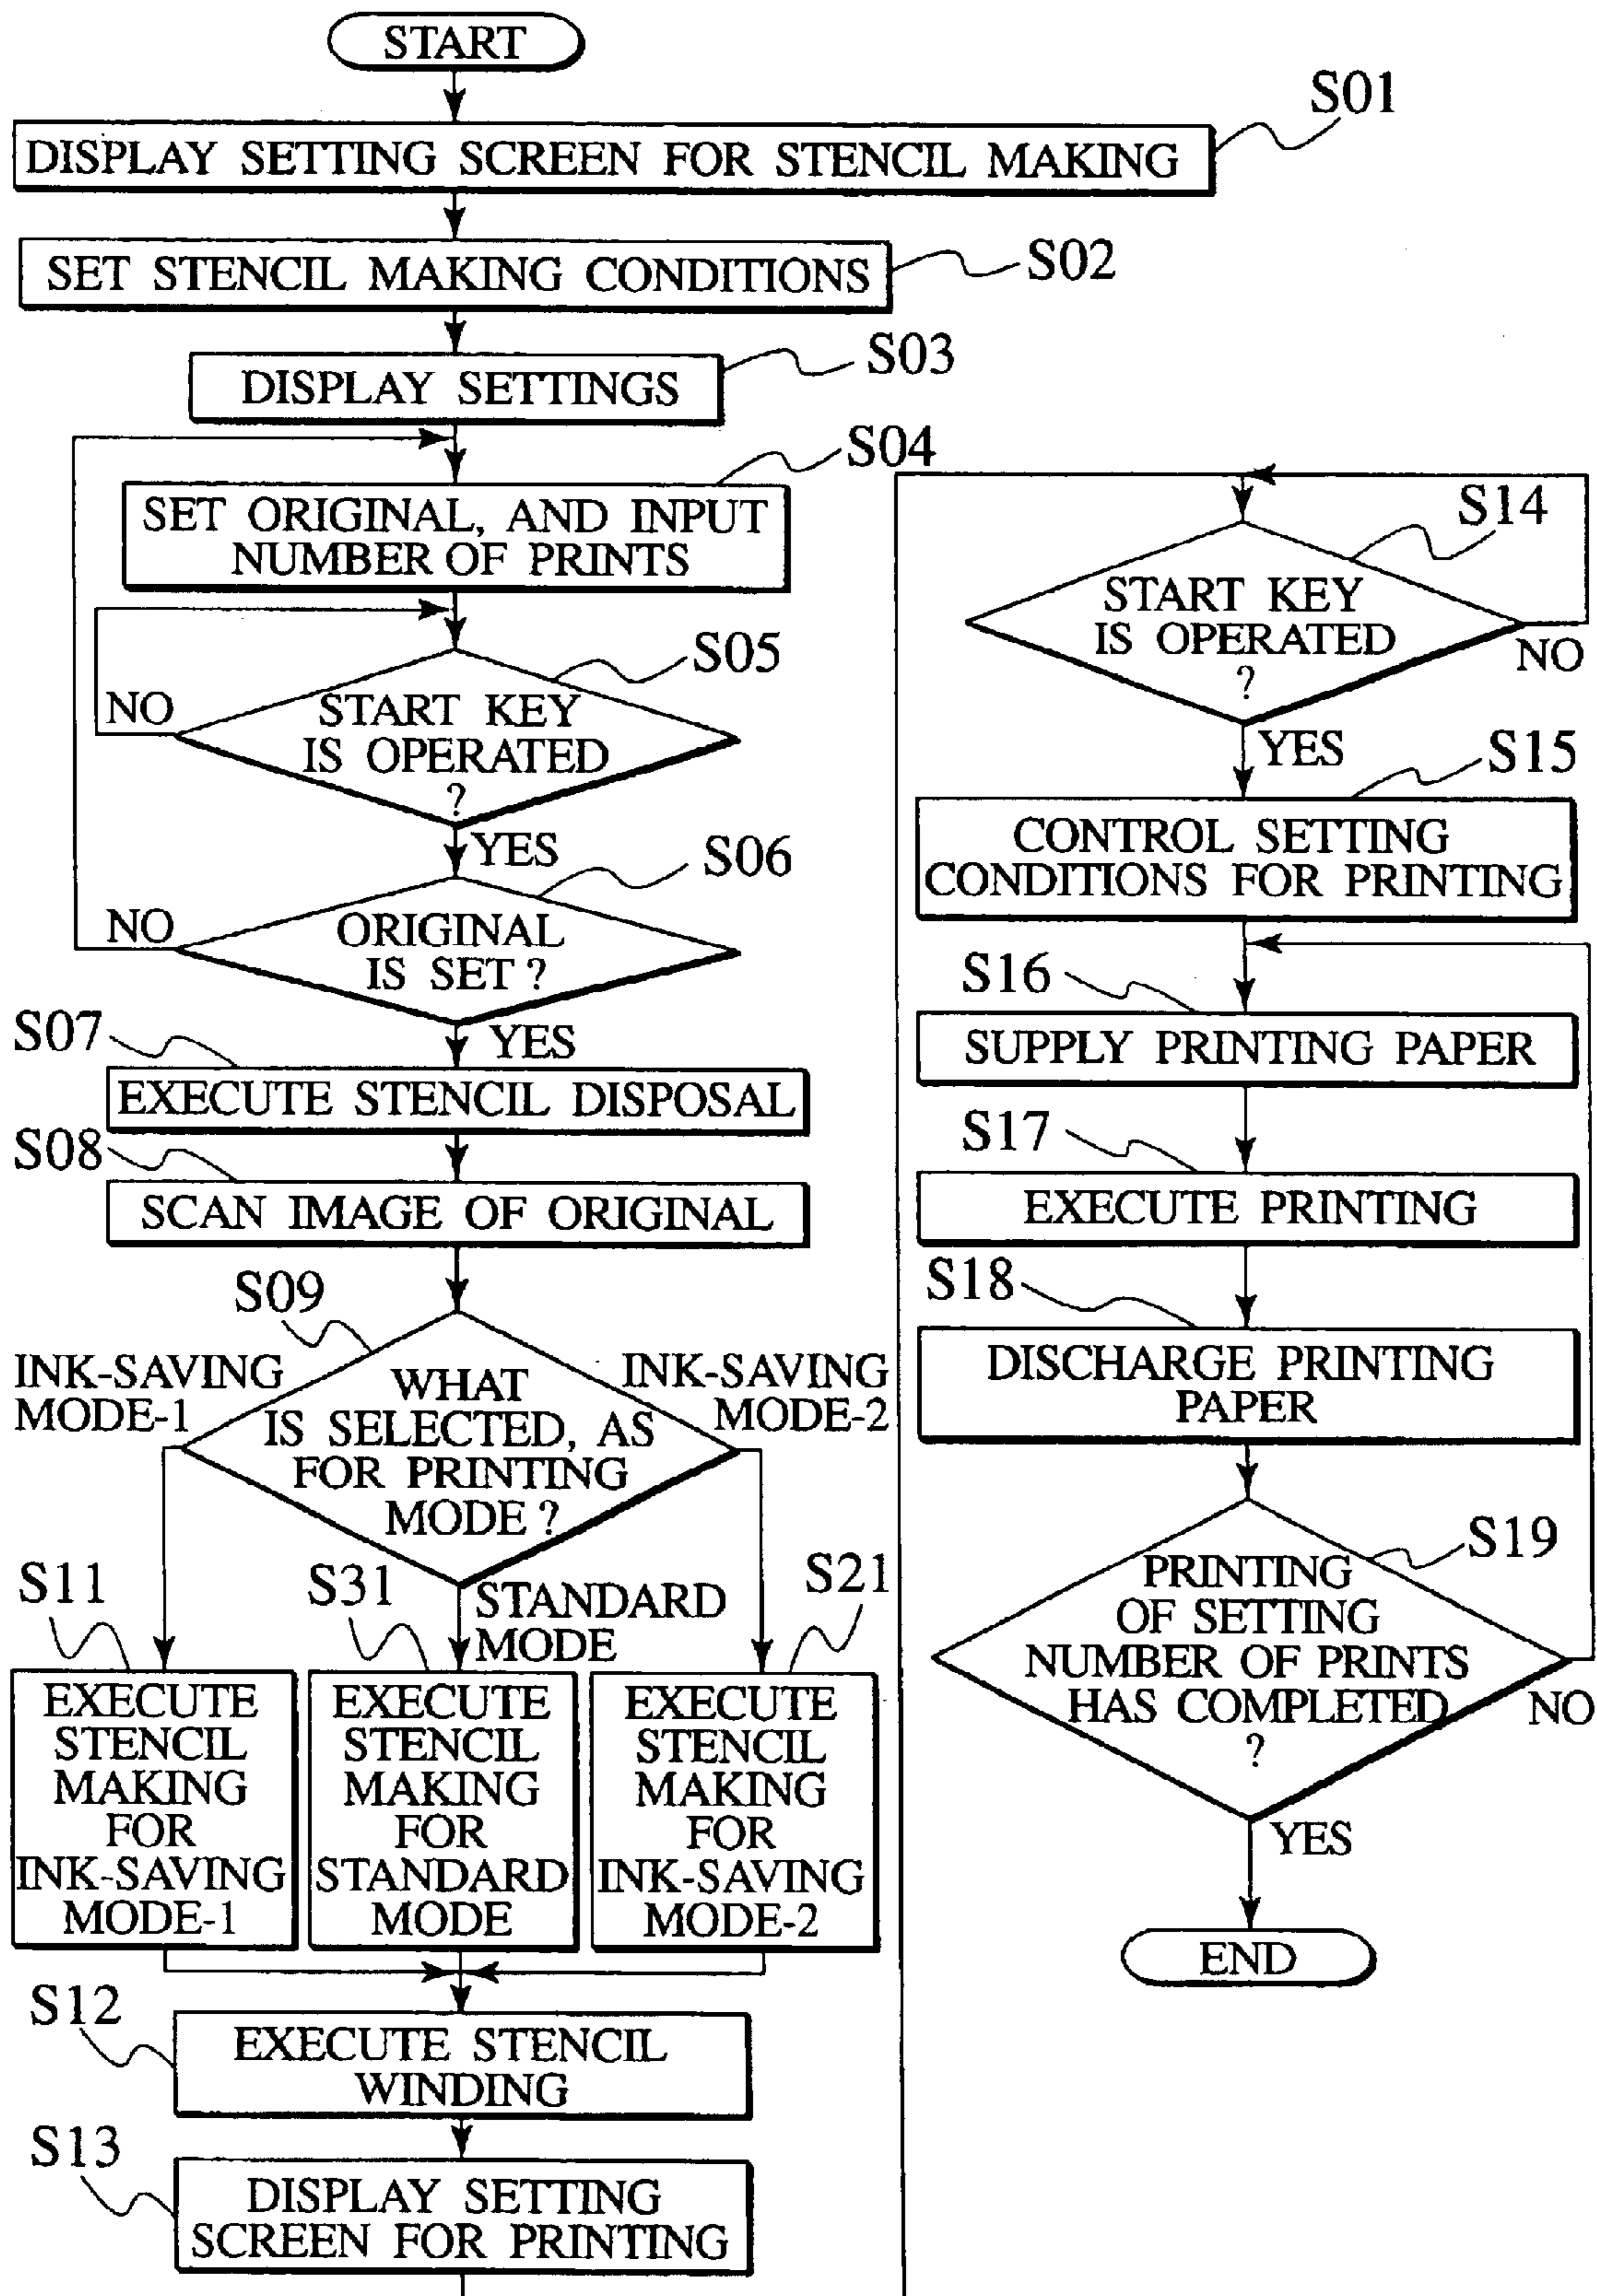 START
S01
DISPLAY SETTING SCREEN FOR STENCIL MAKING
S02
SET STENCIL MAKING CONDITIONS
S03
DISPLAY SETTINGS
S04
SET ORIGINAL, AND INPUT
NUMBER OF PRINTS
S05
NO
START KEY
IS OPERATED
?
YES
S06
NO
ORIGINAL
IS SET ?
YES
S07
EXECUTE STENCIL DISPOSAL
S08
SCAN IMAGE OF ORIGINAL
S09
INK-SAVING
MODE-1
WHAT
IS SELECTED, AS
FOR PRINTING
MODE ?
INK-SAVING
MODE-2
STANDARD
MODE
S11
EXECUTE
STENCIL
MAKING
FOR
INK-SAVING
MODE-1
S31
EXECUTE
STENCIL
MAKING
FOR
STANDARD
MODE
S21
EXECUTE
STENCIL
MAKING
FOR
INK-SAVING
MODE-2
S12
EXECUTE STENCIL
WINDING
S13
DISPLAY SETTING
SCREEN FOR PRINTING
S14
START KEY
IS OPERATED
?
NO
YES
S15
CONTROL SETTING
CONDITIONS FOR PRINTING
S16
SUPPLY PRINTING PAPER
S17
EXECUTE PRINTING
S18
DISCHARGE PRINTING
PAPER
S19
PRINTING
OF SETTING
NUMBER OF PRINTS
HAS COMPLETED
?
NO
YES
END